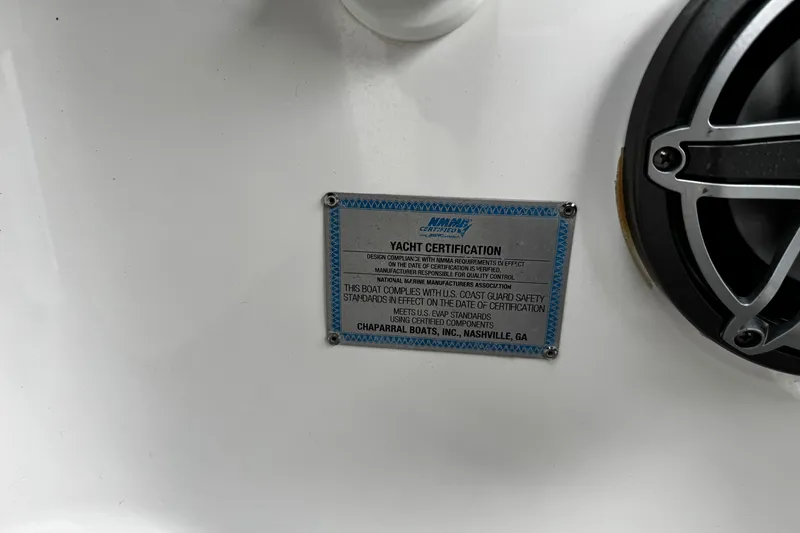 NMMA
CERTIFIED
YACHT CERTIFICATION
DESIGN COMPLIANCE WITH NMMA REQUIREMENTS IN EFFECT
ON THE DATE OF CERTIFICATION IS VERIFIED.
MANUFACTURER RESPONSIBLE FOR QUALITY CONTROL
NATIONAL MARINE MANUFACTURERS ASSOCIATION
THIS BOAT COMPLIES WITH U.S. COAST GUARD SAFETY
STANDARDS IN EFFECT ON THE DATE OF CERTIFICATION
MEETS U.S. EVAP STANDARDS
USING CERTIFIED COMPONENTS
CHAPARRAL BOATS, INC., NASHVILLE, GA